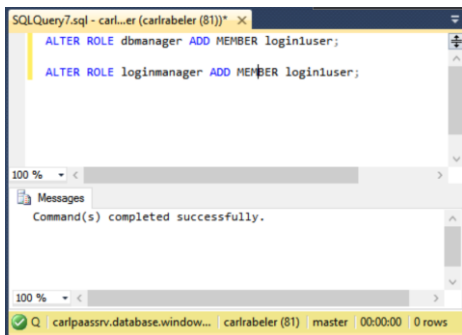 SQLQuery7.sql - carl...er (carlrabeler (81))*
ALTER ROLE dbmanager ADD MEMBER login1user;
ALTER ROLE loginmanager ADD MEMBER login1user;
100 %
Messages
Command(s) completed successfully.
100 %
Q carlpaassrv.database.window... carlrabeler (81) master 00:00:00 0 rows